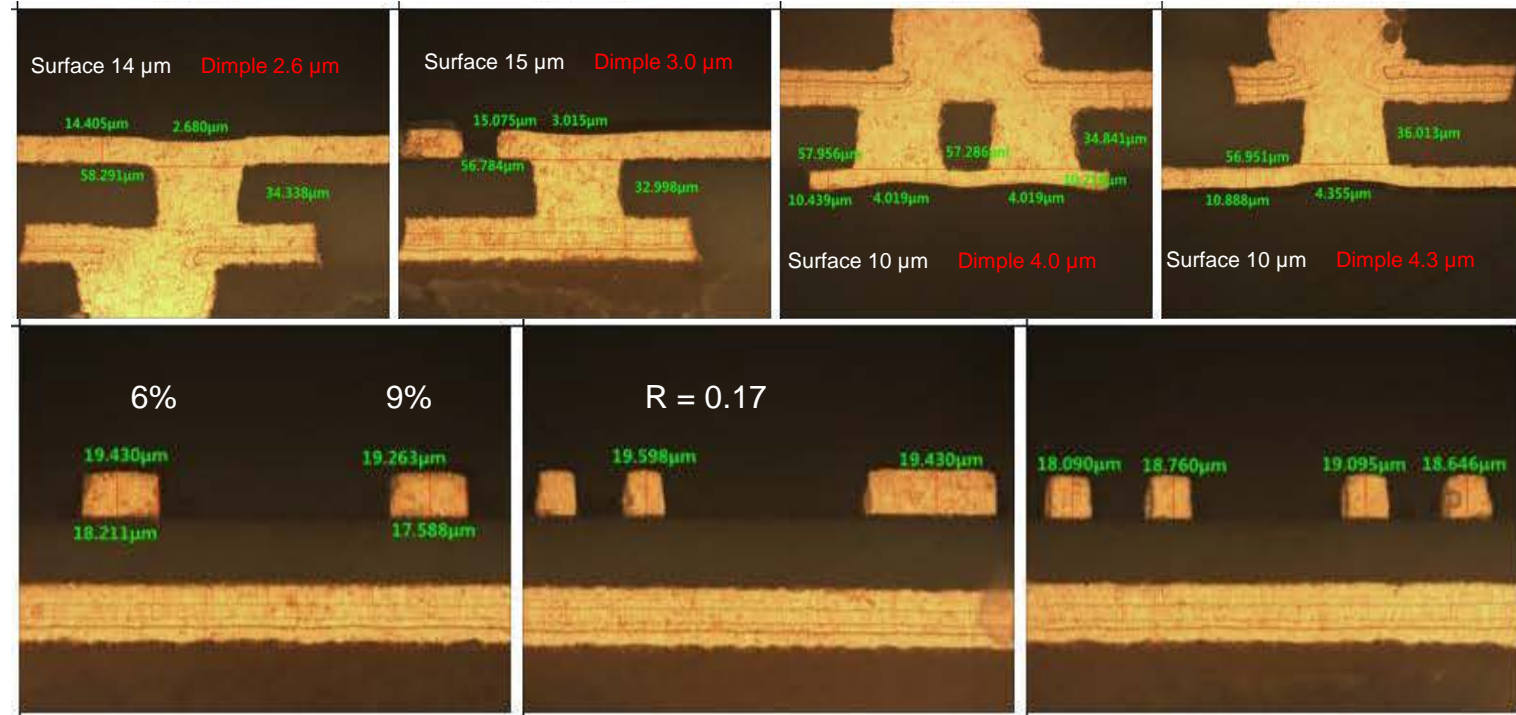 Surface 14 µm Dimple 2.6 µm
14.405µm 2.680µm
58.291µm
34.338µm
Surface 15 µm Dimple 3.0 µm
15.075µm 3.015µm
56.784µm
32.998µm
34.841µm
57.956µm 57.286µm
10.439µm 4.019µm 4.019µm
Surface 10 µm Dimple 4.0 µm
36.013µm
56.951µm
10.888µm 4.355µm
Surface 10 µm Dimple 4.3 µm
6% 9%
19.430µm 19.263µm
18.211µm 17.588µm
R = 0.17
19.598µm 19.430µm
18.090µm 18.760µm 19.095µm 18.646µm